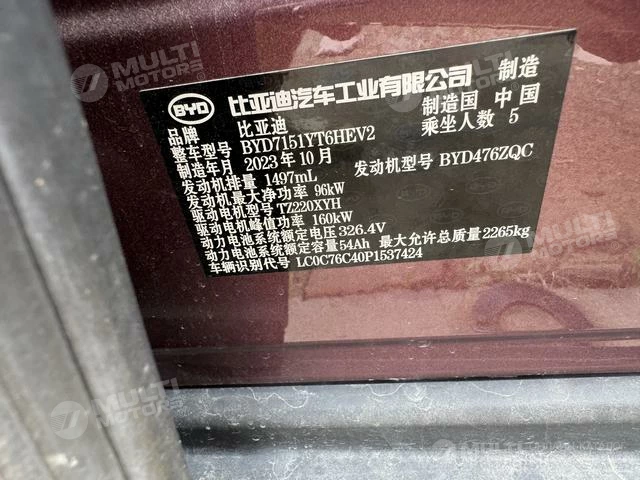 MULTI MOTORS
MULTI MOTORS
BYD 比亚迪汽车工业有限公司 制造
品牌 比亚迪 制造国 中国
整车型号 BYD7151YT6HEV2 乘坐人数 5
制造年月 2023年10月 发动机型号 BYD476ZQC
发动机排量 1497mL
发动机最大净功率 96kW
驱动电机型号 TZ220XYH
驱动电机峰值功率 160kW
动力电池系统额定电压 326.4V
动力电池系统额定容量 54Ah 最大允许总质量 2265kg
车辆识别代号 LC0C76C40P1537424
MULTI MOTORS
MULTI MOTORS